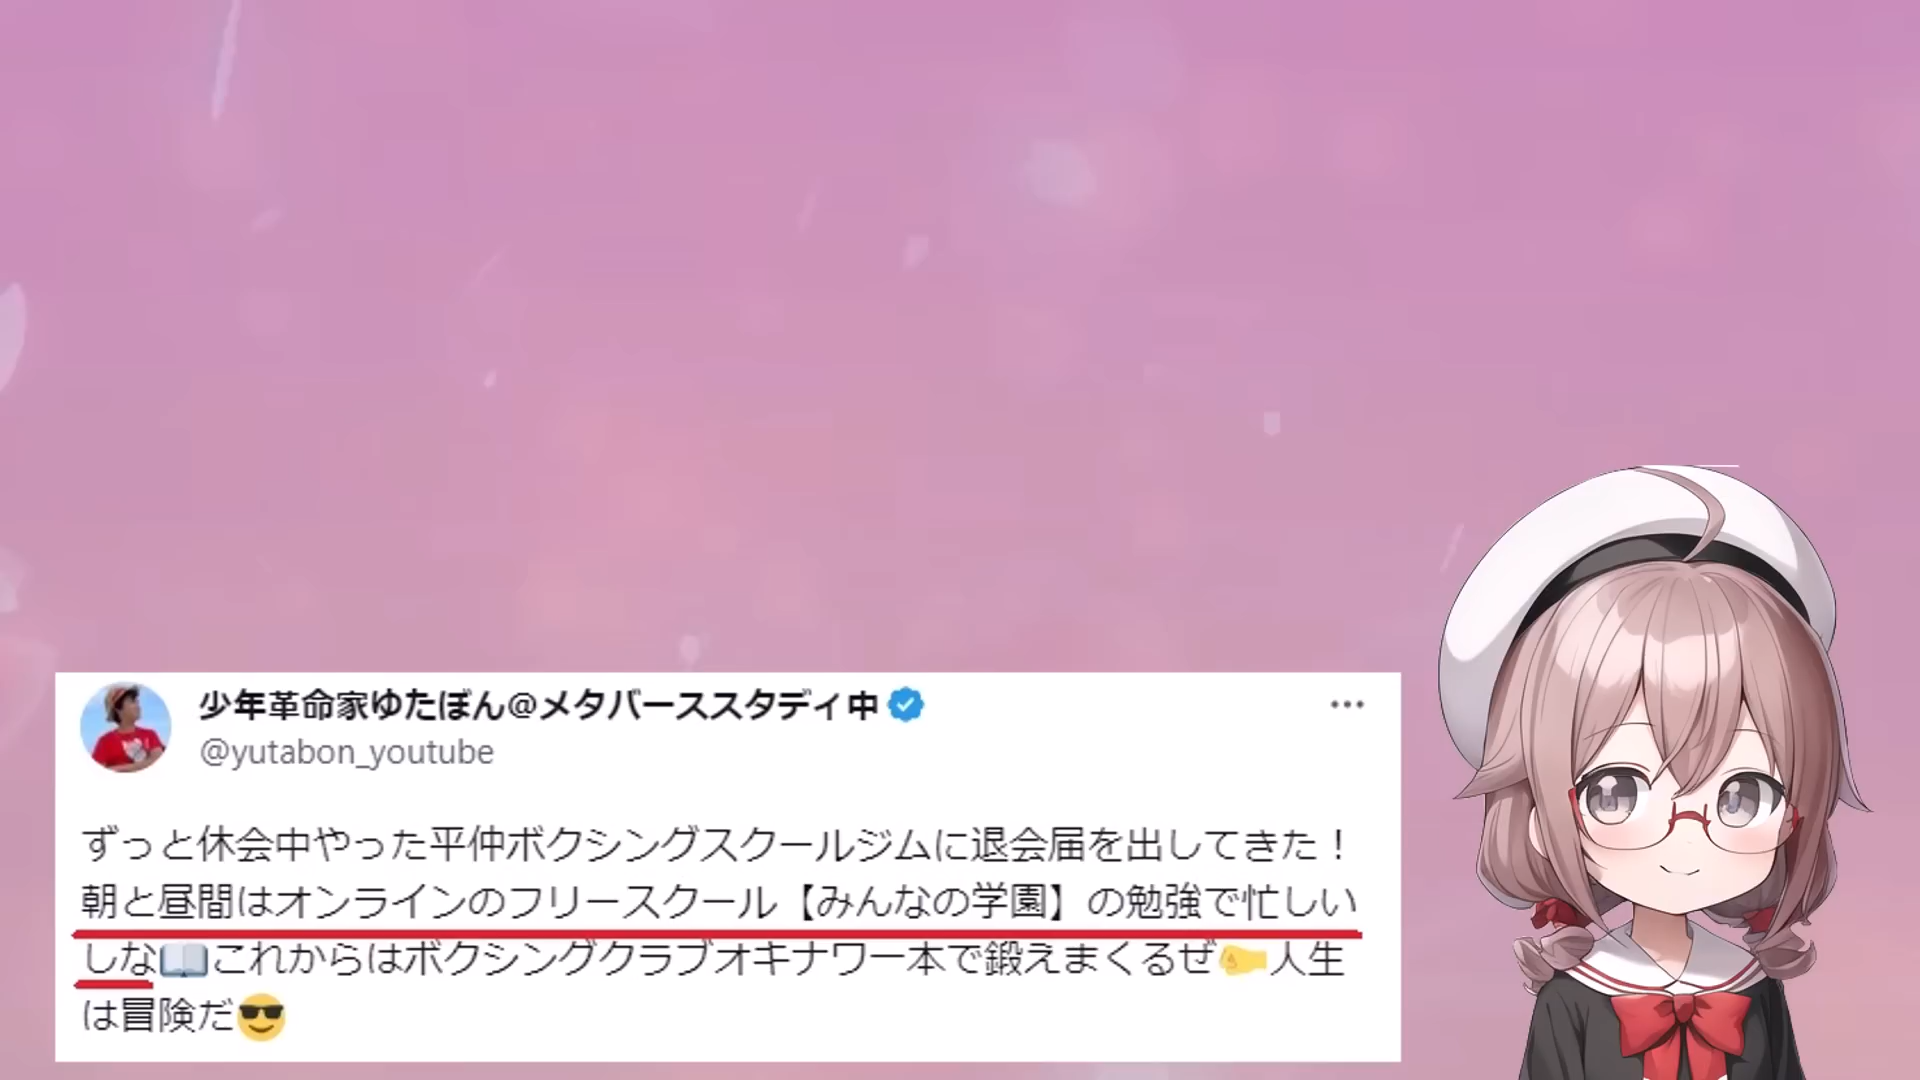 少年革命家ゆたぼん@メタバーススタディ中
@yutabon_youtube
ずっと休会中やった平仲ボクシングスクールジムに退会届を出してきた！
朝と昼間はオンラインのフリースクール【みんなの学園】の勉強で忙しい
しな📖これからはボクシングクラブオキナワ一本で鍛えまくるぜ🤜人生
は冒険だ😎